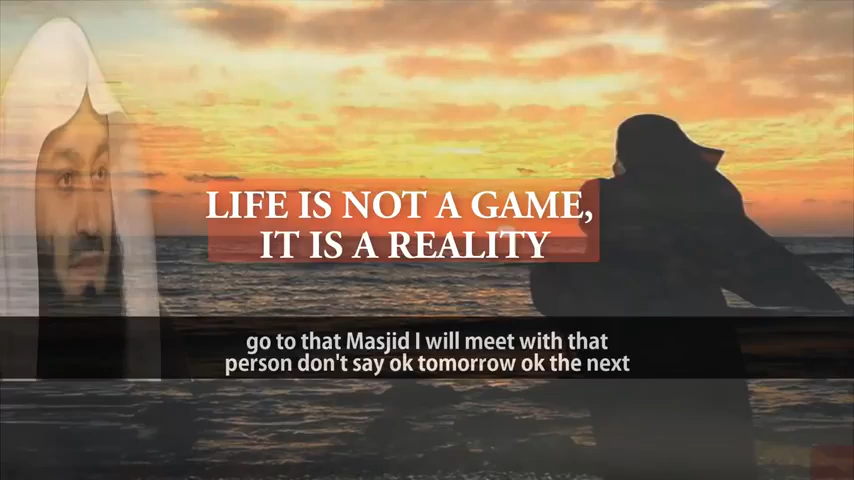 LIFE IS NOT A GAME,
IT IS A REALITY
go to that Masjid I will meet with that
person don't say ok tomorrow ok the next